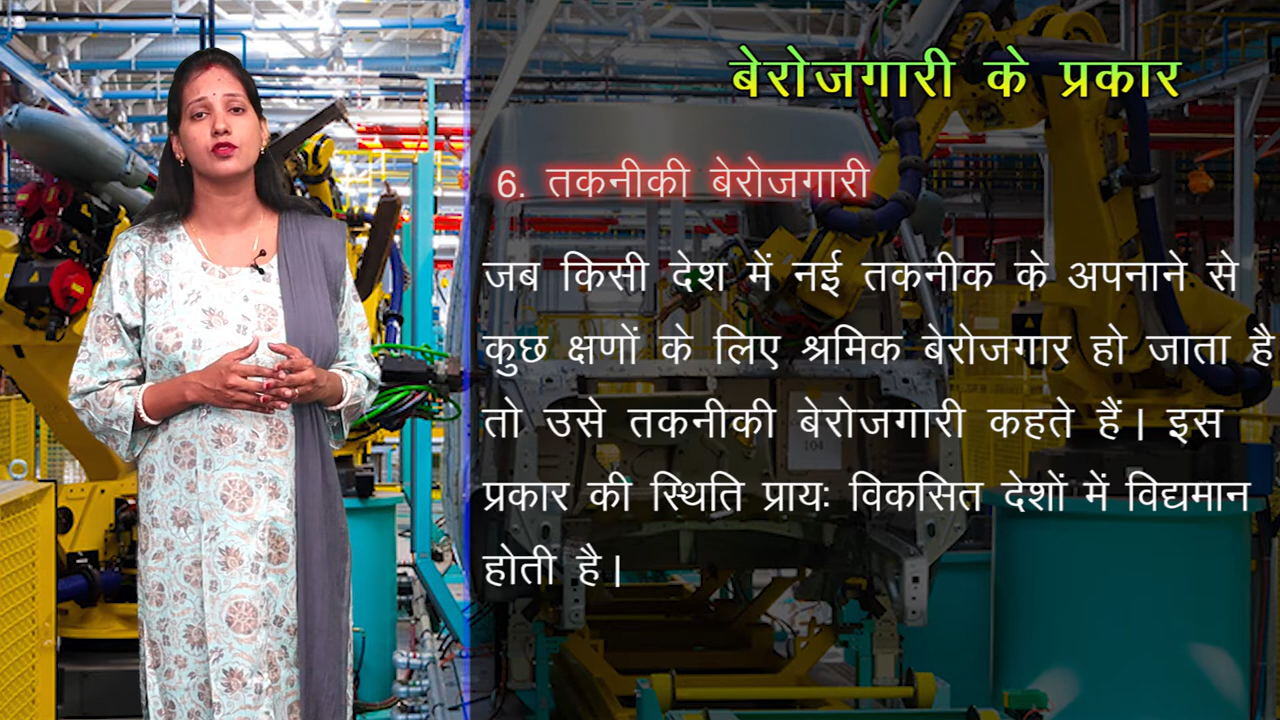 बेरोजगारी के प्रकार
6. तकनीकी बेरोजगारी
जब किसी देश में नई तकनीक के अपनाने से
कुछ क्षणों के लिए श्रमिक बेरोजगार हो जाता है
तो उसे तकनीकी बेरोजगारी कहते हैं। इस
प्रकार की स्थिति प्रायः विकसित देशों में विद्यमान
होती है।
104